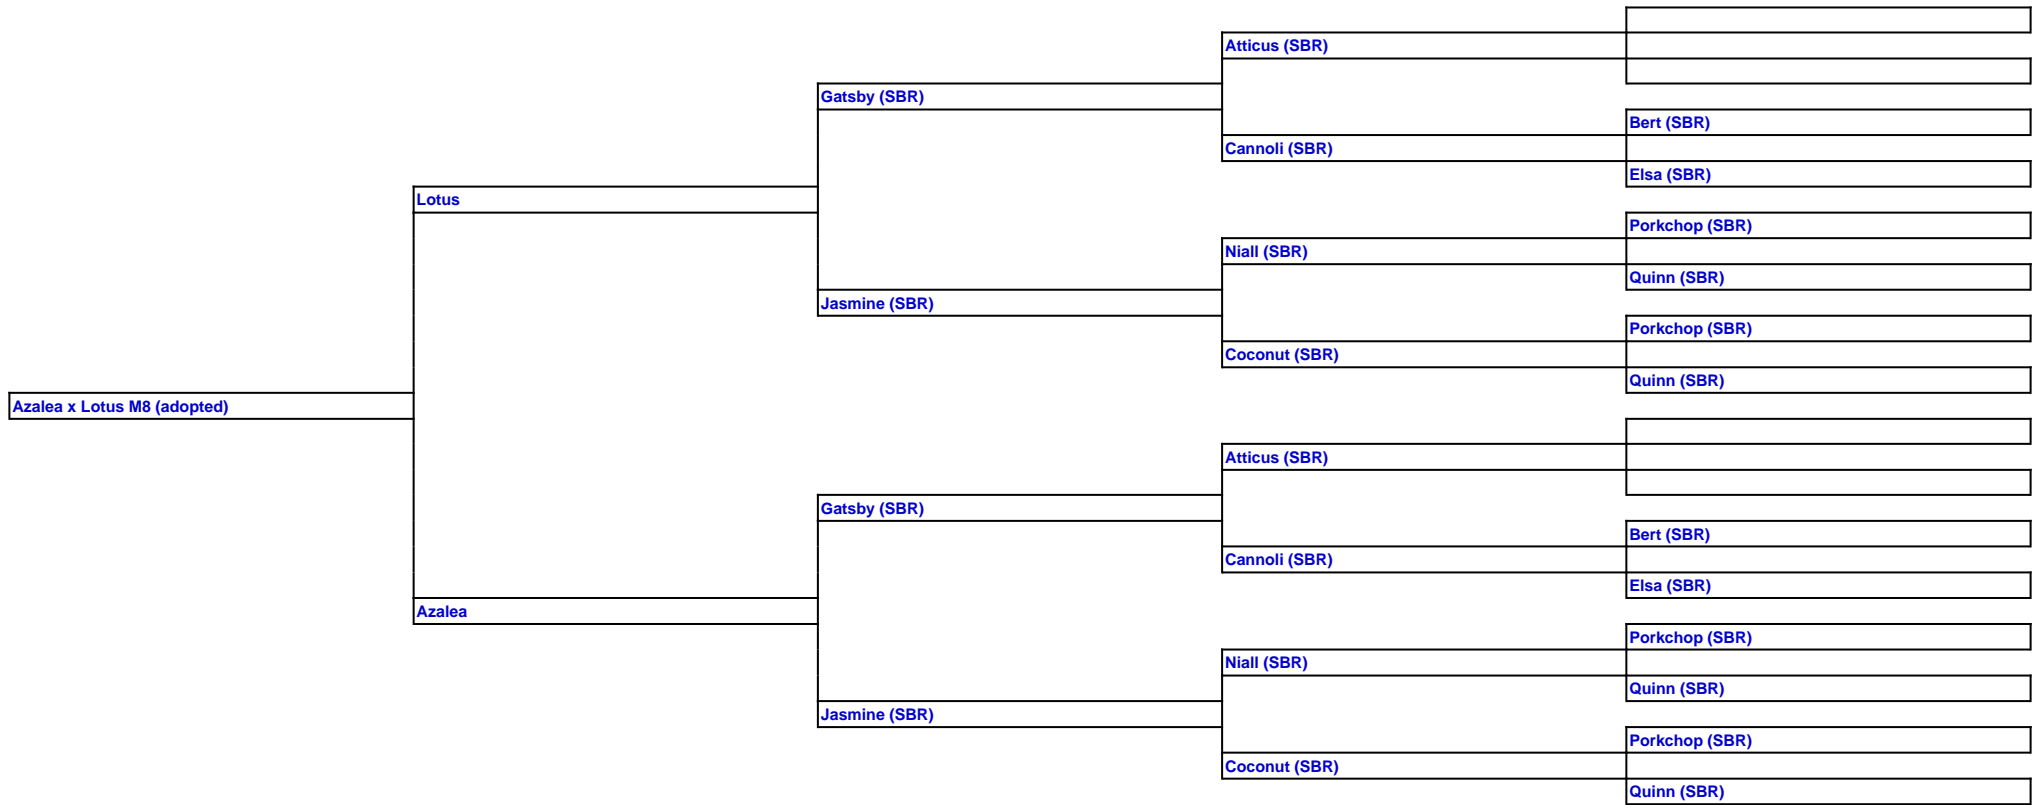 Atticus (SBR)
Gatsby (SBR)
Bert (SBR)
Cannoli (SBR)
Elsa (SBR)
Lotus
Porkchop (SBR)
Niall (SBR)
Quinn (SBR)
Jasmine (SBR)
Porkchop (SBR)
Coconut (SBR)
Quinn (SBR)
Azalea x Lotus M8 (adopted)
Atticus (SBR)
Gatsby (SBR)
Bert (SBR)
Cannoli (SBR)
Elsa (SBR)
Azalea
Porkchop (SBR)
Niall (SBR)
Quinn (SBR)
Jasmine (SBR)
Porkchop (SBR)
Coconut (SBR)
Quinn (SBR)